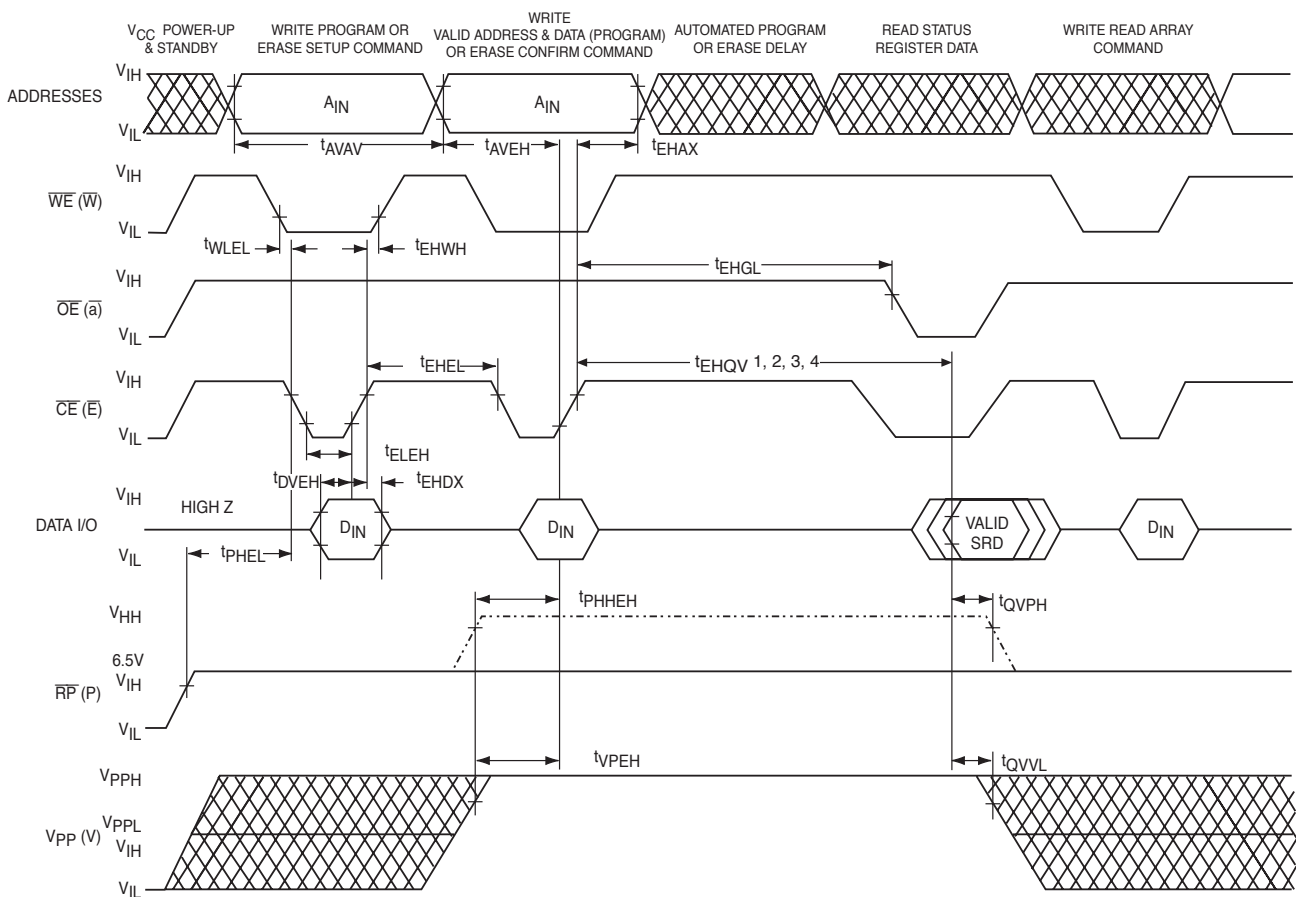 VCC POWER-UP
& STANDBY
WRITE PROGRAM OR
ERASE SETUP COMMAND
WRITE
VALID ADDRESS & DATA (PROGRAM)
OR ERASE CONFIRM COMMAND
AUTOMATED PROGRAM
OR ERASE DELAY
READ STATUS
REGISTER DATA
WRITE READ ARRAY
COMMAND
ADDRESSES
VIH
VIL
AIN
AIN
tAVAV
tAVEH
tEHAX
WE (W)
VIH
VIL
tWLEL
tEHWH
tEHGL
OE (a)
VIH
VIL
tEHEL
tEHQV 1, 2, 3, 4
CE (E)
VIH
VIL
tELEH
tDVEH
tEHDX
DATA I/O
VIH
VIL
HIGH Z
DIN
DIN
VALID
SRD
DIN
tPHEL
tPHHEH
tQVPH
VHH
6.5V
VIH
RP (P)
VIL
tVPEH
tQVVL
VPPH
VPPL
VPP (V)
VIH
VIL